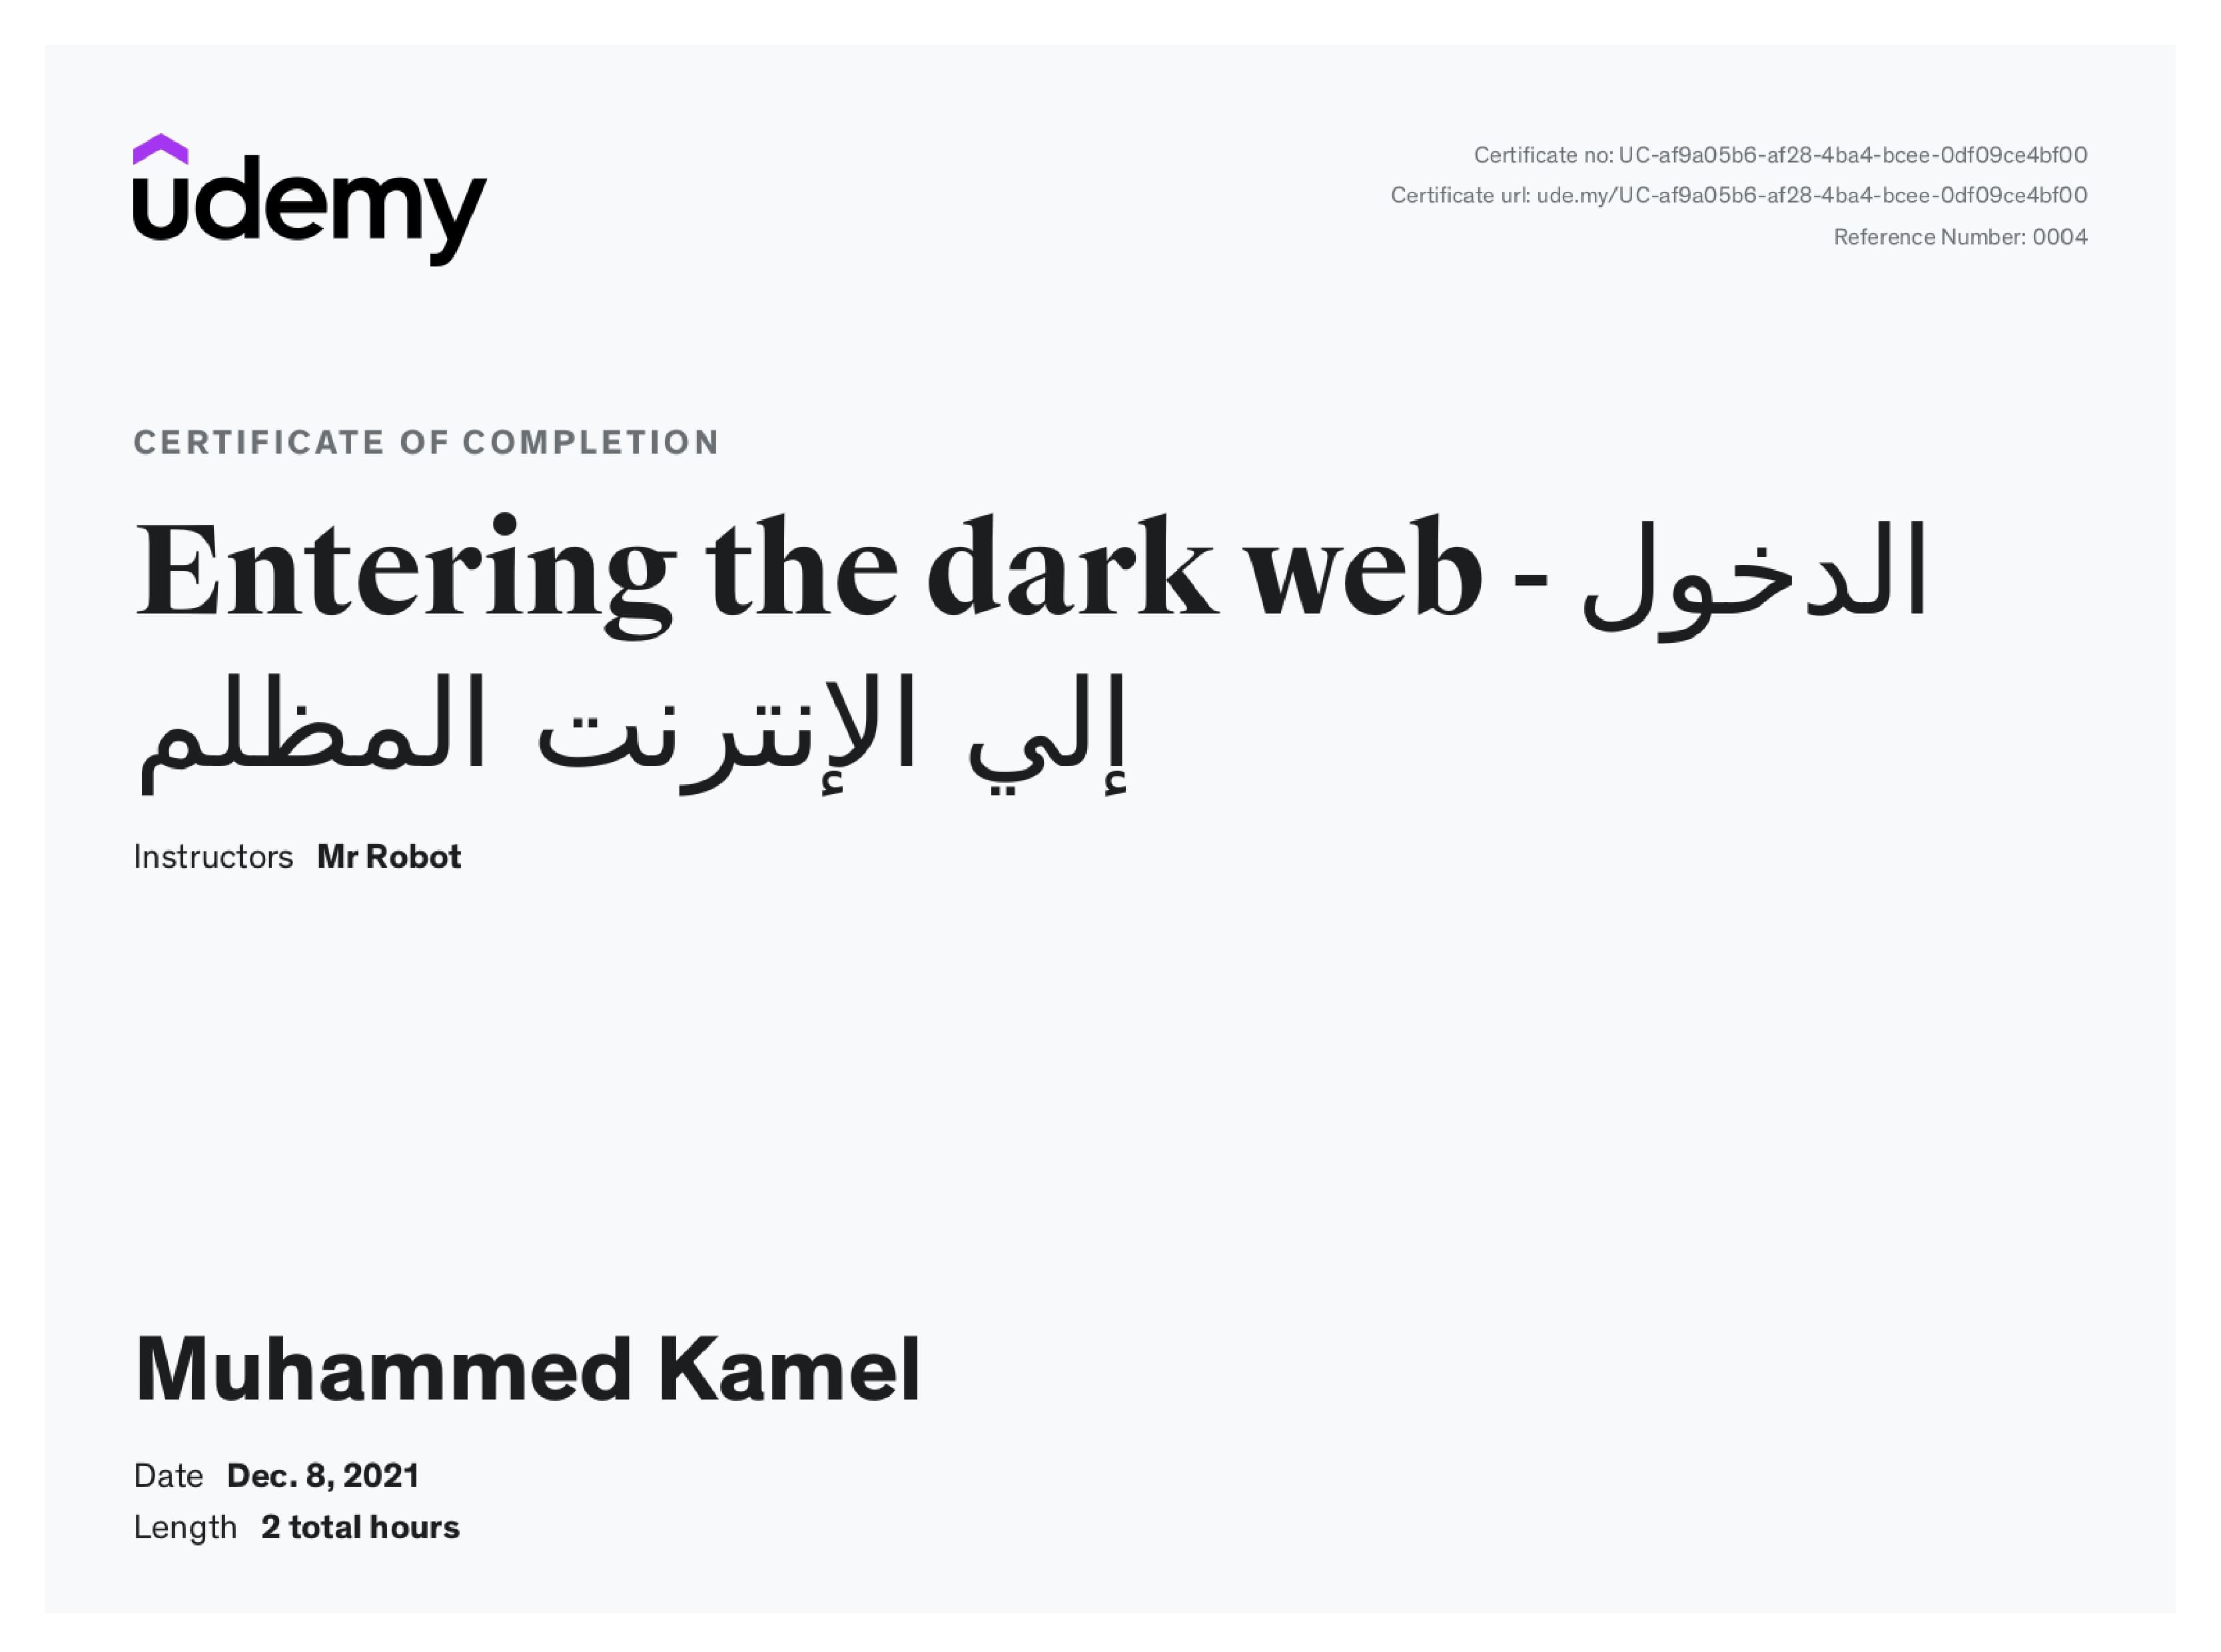 udemy
Certificate no: UC-af9a05b6-af28-4ba4-bcee-0df09ce4bf00
Certificate url: ude.my/UC-af9a05b6-af28-4ba4-bcee-0df09ce4bf00
Reference Number: 0004
CERTIFICATE OF COMPLETION
Entering the dark web - الدخول
إلي الإنترنت المظلم
Instructors Mr Robot
Muhammed Kamel
Date Dec. 8, 2021
Length 2 total hours